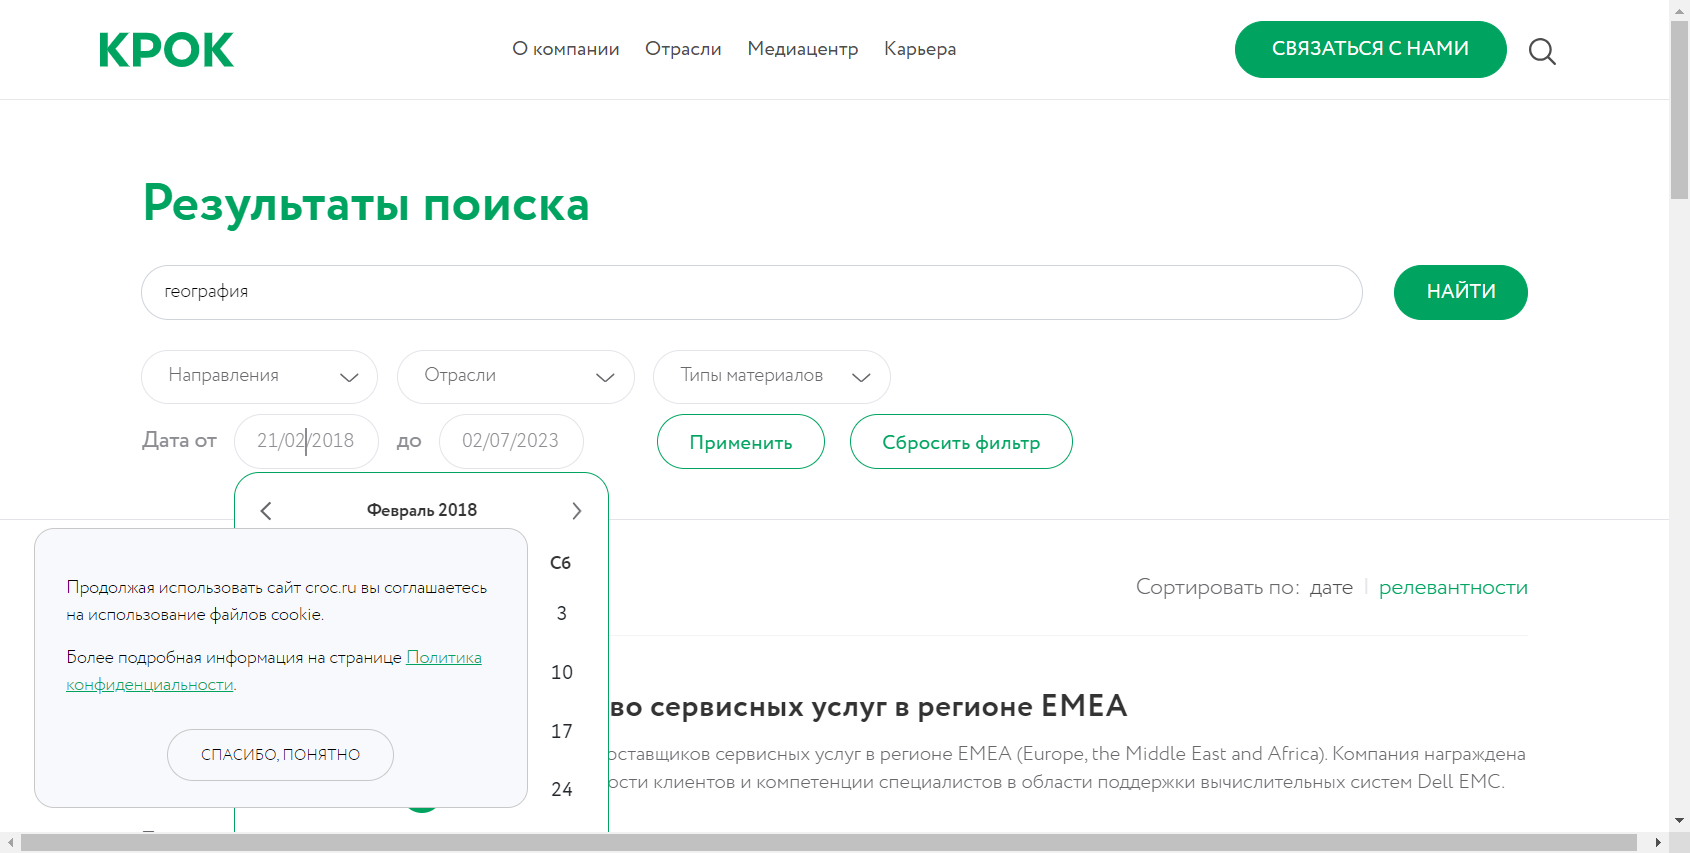 КРОК
О компании Отрасли Медиацентр Карьера
СВЯЗАТЬСЯ С НАМИ
Результаты поиска
география
НАЙТИ
Направления Отрасли Типы материалов
Дата от 21/02/2018 до 02/07/2023 Применить Сбросить фильтр
Февраль 2018
Сб
3
10
17
24
Продолжая использовать сайт croc.ru вы соглашаетесь
на использование файлов cookie.
Более подробная информация на странице Политика
конфиденциальности.
СПАСИБО, ПОНЯТНО
Сортировать по: дате | релевантности
во сервисных услуг в регионе EMEA
оставщиков сервисных услуг в регионе EMEA (Europe, the Middle East and Africa). Компания награждена
ости клиентов и компетенции специалистов в области поддержки вычислительных систем Dell EMC.